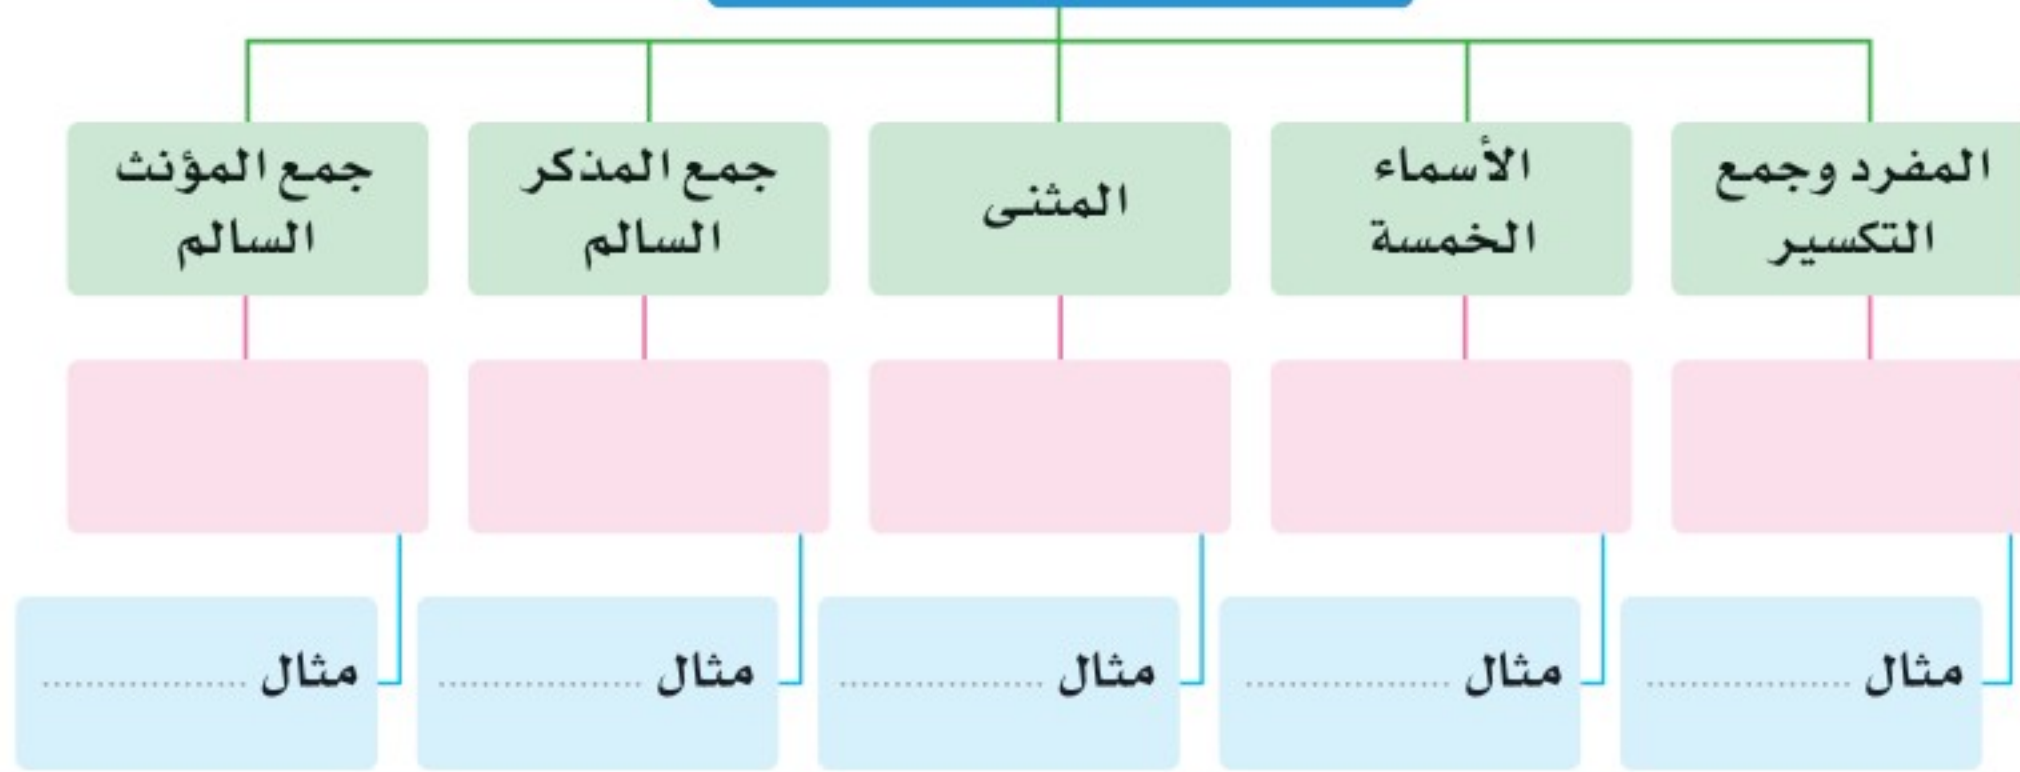 المفرد وجمع
التكسير
الأسماء
الخمسة
المثنى
جمع المذكر
السالم
جمع المؤنث
السالم
مثال ..................
مثال ..................
مثال ..................
مثال ..................
مثال ..................